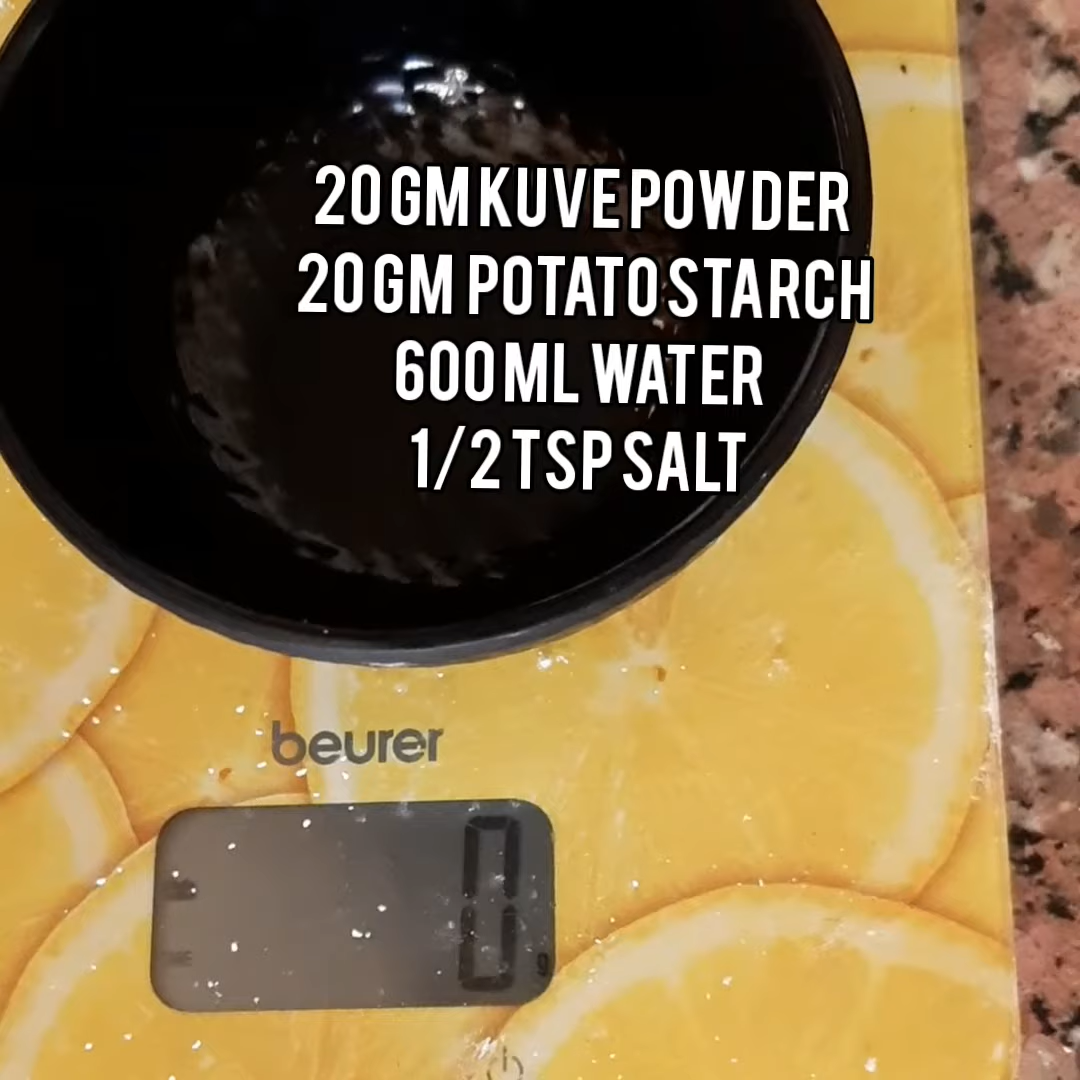 20 GM KUVE POWDER
20 GM POTATO STARCH
600 ML WATER
1/2 TSP SALT
beurer
0 g